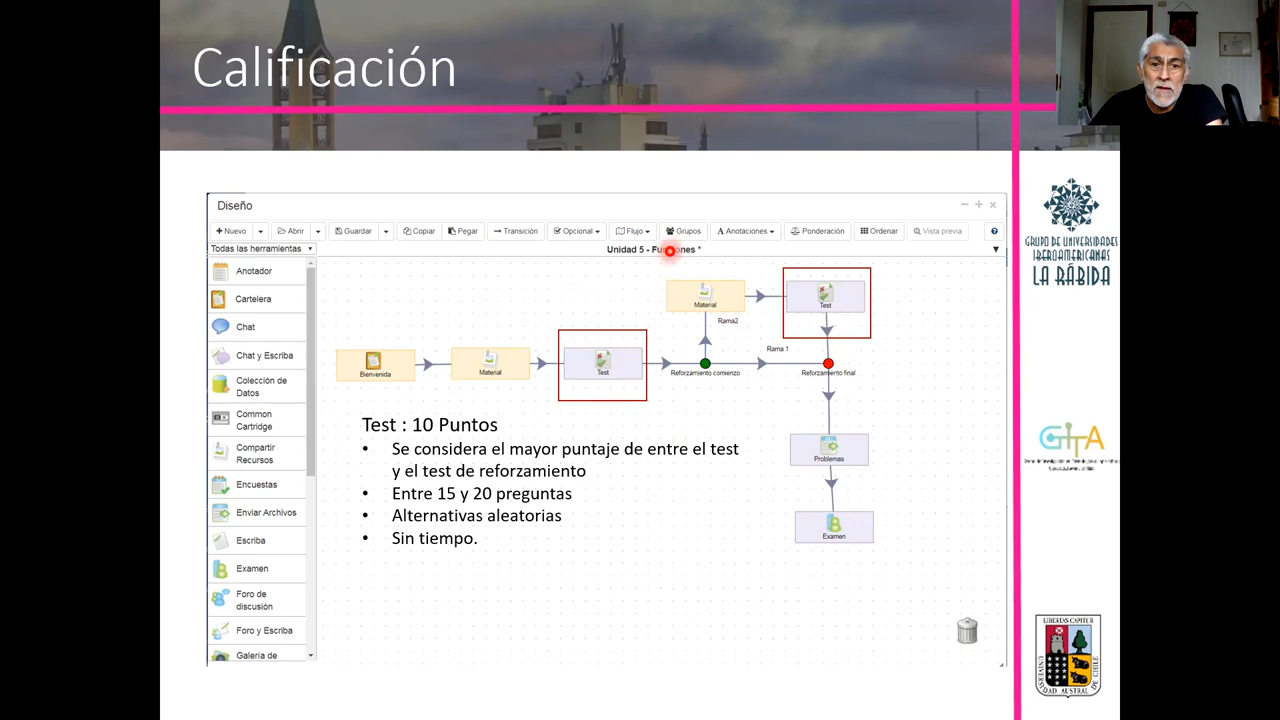 Calificación
Diseño
Nuevo Abrir Guardar Copiar Pegar Transición Opcional Flujo Grupos Anotaciones Ponderación Ordenar Vista previa
Todas las herramientas
Unidad 5 - Funciones *
Anotador
Cartelera
Chat
Chat y Escriba
Colección de
Datos
Common
Cartridge
Compartir
Recursos
Encuestas
Enviar Archivos
Escriba
Examen
Foro de
discusión
Foro y Escriba
Galería de
Material
Test
Rama2
Rama 1
Bienvenida
Material
Test
Reforzamiento comienzo
Reforzamiento final
Problemas
Examen
Test : 10 Puntos
• Se considera el mayor puntaje de entre el test
y el test de reforzamiento
• Entre 15 y 20 preguntas
• Alternativas aleatorias
• Sin tiempo.
GRUPO DE UNIVERSIDADES
IBEROAMERICANAS
LA RÁBIDA
GITA
LIBERTAS CAPITUR
UNIVERSIDAD AUSTRAL DE CHILE